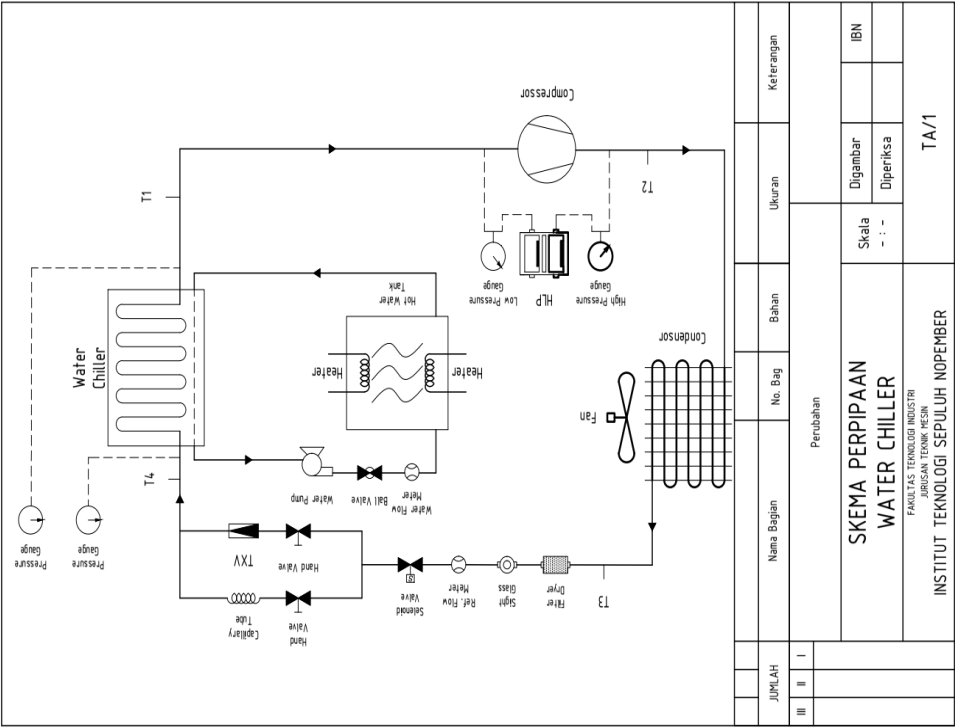 Water
Chiller
T1
T4
Pressure
Gauge
Pressure
Gauge
Compressor
T2
Low Pressure
Gauge
HLP
High Pressure
Gauge
Hot Water
Tank
Heater
Heater
Condensor
Fan
Water Pump
Ball Valve
Water Flow
Meter
TXV
Hand Valve
Capillary
Tube
Hand
Valve
Selenoid
Valve
S
Ref. Flow
Meter
Sight
Glass
Filter
Dryer
T3
JUMLAH
Nama Bagian
No. Bag
Bahan
Ukuran
Keterangan
III
II
I
Perubahan
SKEMA PERPIPAAN
WATER CHILLER
Skala
- : -
Digambar
IBN
Diperiksa
FAKULTAS TEKNOLOGI INDUSTRI
JURUSAN TEKNIK MESIN
INSTITUT TEKNOLOGI SEPULUH NOPEMBER
TA/1